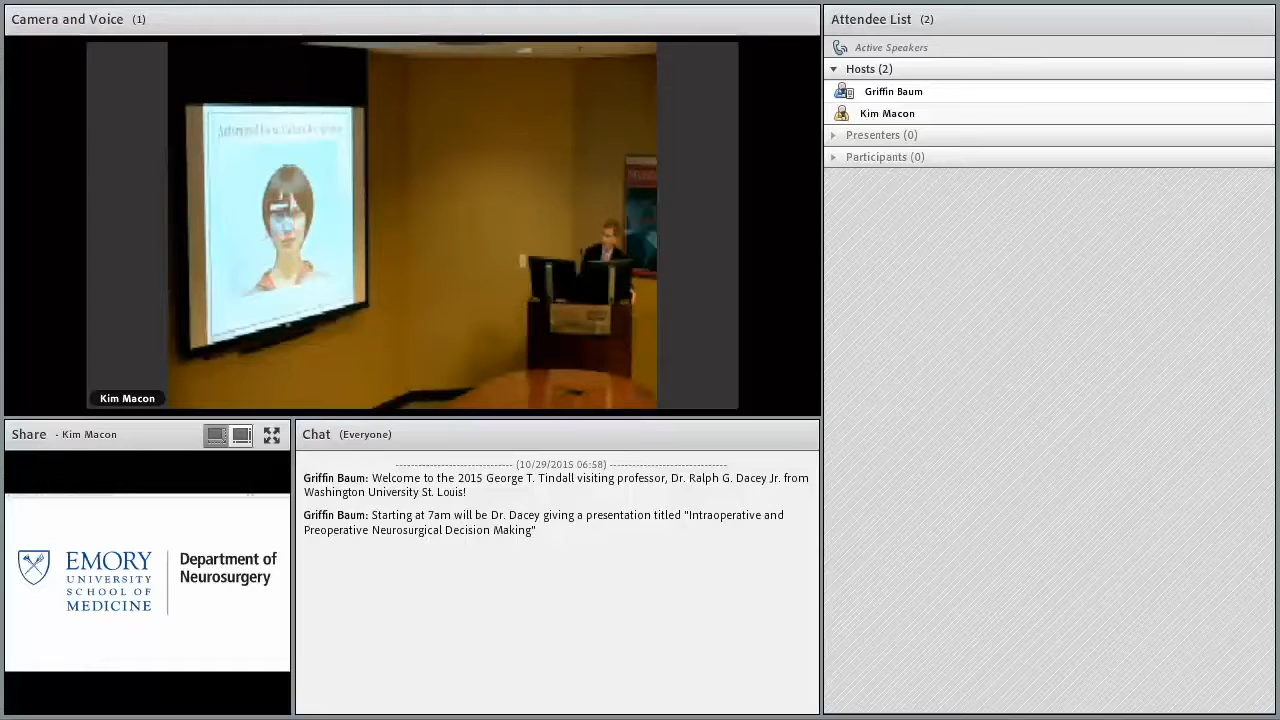 Camera and Voice (1)
Kim Macon
Attendee List (2)
Active Speakers
Hosts (2)
Griffin Baum
Kim Macon
Presenters (0)
Participants (0)
Share - Kim Macon
EMORY
UNIVERSITY
SCHOOL OF
MEDICINE
Department of
Neurosurgery
Chat (Everyone)
(10/29/2015 06:58)
Griffin Baum: Welcome to the 2015 George T. Tindall visiting professor, Dr. Ralph G. Dacey Jr. from
Washington University St. Louis!
Griffin Baum: Starting at 7am will be Dr. Dacey giving a presentation titled "Intraoperative and
Preoperative Neurosurgical Decision Making"